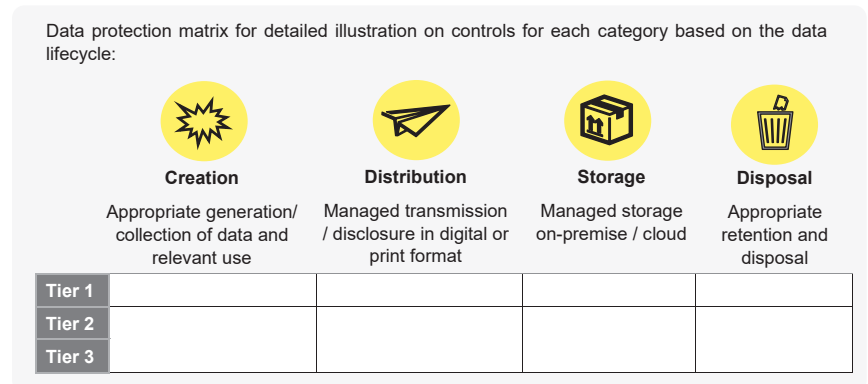 Data protection matrix for detailed illustration on controls for each category based on the data
lifecycle:
Creation
Appropriate generation/
collection of data and
relevant use
Distribution
Managed transmission
/ disclosure in digital or
print format
Storage
Managed storage
on-premise / cloud
Disposal
Appropriate
retention and
disposal
Tier 1
Tier 2
Tier 3